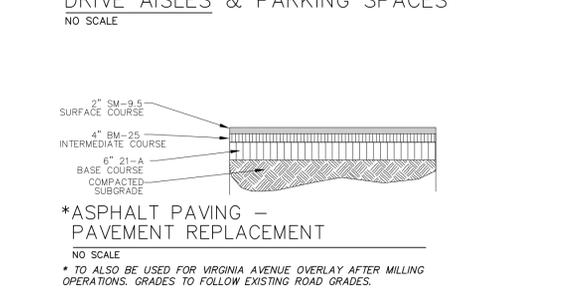 DRIVE AISLES & PARKING SPACES
NO SCALE
2" SM-9.5
SURFACE COURSE
4" BM-25
INTERMEDIATE COURSE
6" 21-A
BASE COURSE
COMPACTED
SUBGRADE
*ASPHALT PAVING -
PAVEMENT REPLACEMENT
NO SCALE
* TO ALSO BE USED FOR VIRGINIA AVENUE OVERLAY AFTER MILLING
OPERATIONS. GRADES TO FOLLOW EXISTING ROAD GRADES.